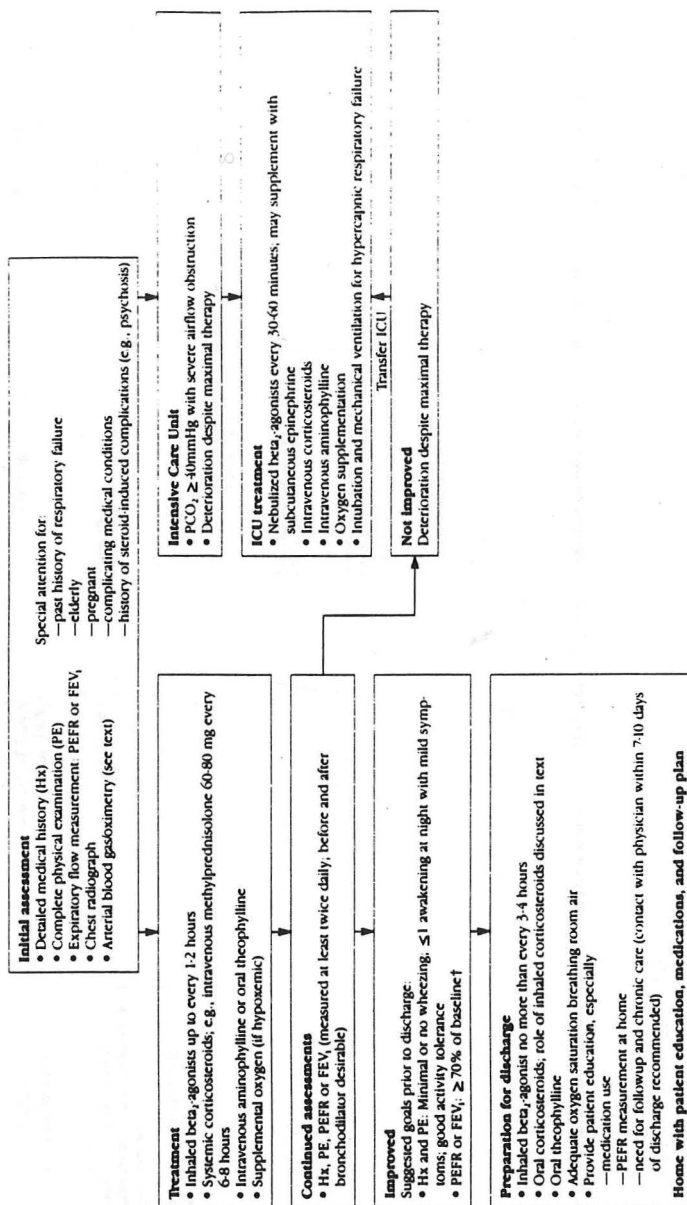 Initial assessment
• Detailed medical history (Hx)
• Complete physical examination (PE)
• Expiratory flow measurement: PEFR or FEV₁
• Chest radiograph
• Arterial blood gas/oximetry (see text)
Special attention for:
—past history of respiratory failure
—elderly
—pregnant
—complicating medical conditions
—history of steroid-induced complications (e.g., psychosis)
Treatment
• Inhaled beta₂-agonists up to every 1-2 hours
• Systemic corticosteroids; e.g., intravenous methylprednisolone 60-80 mg every
6-8 hours
• Intravenous aminophylline or oral theophylline
• Supplemental oxygen (if hypoxemic)
Intensive Care Unit
• PCO₂ ≥40mmHg with severe airflow obstruction
• Deterioration despite maximal therapy
ICU treatment
• Nebulized beta₂-agonists every 30-60 minutes; may supplement with
subcutaneous epinephrine
• Intravenous corticosteroids
• Intravenous aminophylline
• Oxygen supplementation
• Intubation and mechanical ventilation for hypercapnic respiratory failure
Continued assessments
• Hx, PE, PEFR or FEV₁ (measured at least twice daily; before and after
bronchodilator desirable)
Transfer ICU
Not improved
Deterioration despite maximal therapy
Improved
Suggested goals prior to discharge:
• Hx and PE: Minimal or no wheezing; ≤1 awakening at night with mild symp-
toms; good activity tolerance
• PEFR or FEV₁: ≥70% of baseline†
Preparation for discharge
• Inhaled beta₂-agonist no more than every 3-4 hours
• Oral corticosteroids; role of inhaled corticosteroids discussed in text
• Oral theophylline
• Adequate oxygen saturation breathing room air
• Provide patient education, especially
—medication use
—PEFR measurement at home
—need for followup and chronic care (contact with physician within 7-10 days
of discharge recommended)
Home with patient education, medications, and follow-up plan